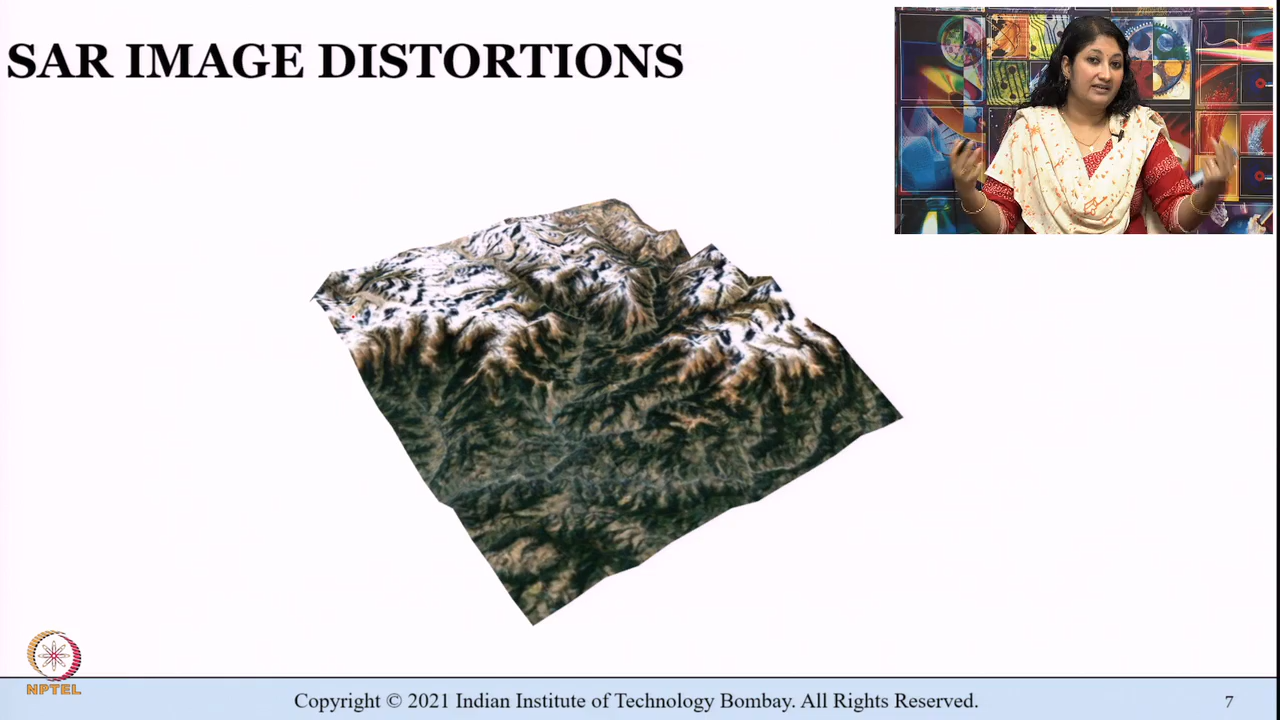 SAR IMAGE DISTORTIONS
NPTEL
Copyright © 2021 Indian Institute of Technology Bombay. All Rights Reserved.
7